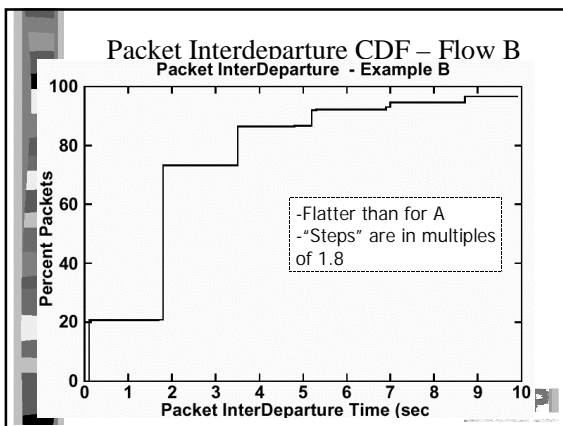 Packet Interdeparture CDF – Flow B
Packet InterDeparture - Example B
100
80
60
40
20
0
Percent Packets
-Flatter than for A
-"Steps" are in multiples
of 1.8
0 1 2 3 4 5 6 7 8 9 10
Packet InterDeparture Time (sec